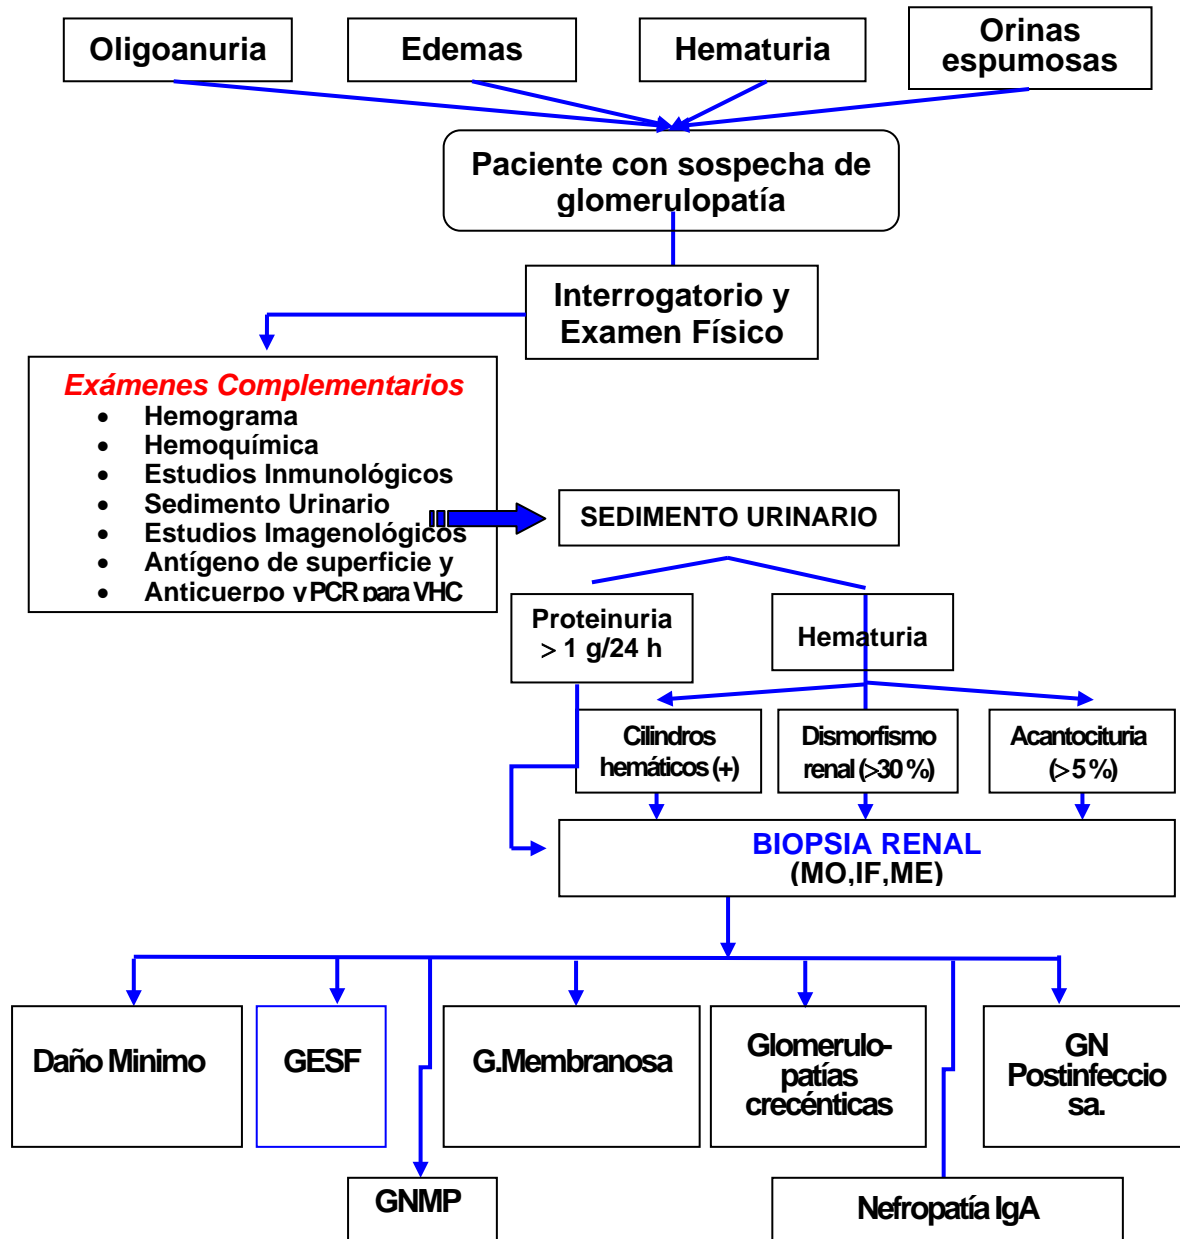 Oligoanuria
Edemas
Hematuria
Orinas
espumosas
Paciente con sospecha de
glomerulopatía
Interrogatorio y
Examen Físico
Exámenes Complementarios
• Hemograma
• Hemoquímica
• Estudios Inmunológicos
• Sedimento Urinario
• Estudios Imagenológicos
• Antígeno de superficie y
• Anticuerpo y PCR para VHC
SEDIMENTO URINARIO
Proteinuria
> 1 g/24 h
Hematuria
Cilindros
hemáticos (+)
Dismorfismo
renal (>30 %)
Acantocituria
(> 5 %)
BIOPSIA RENAL
(MO,IF,ME)
Daño Minimo
GESF
G.Membranosa
Glomerulo-
patías
crecénticas
GN
Postinfeccio
sa.
GNMP
Nefropatía IgA